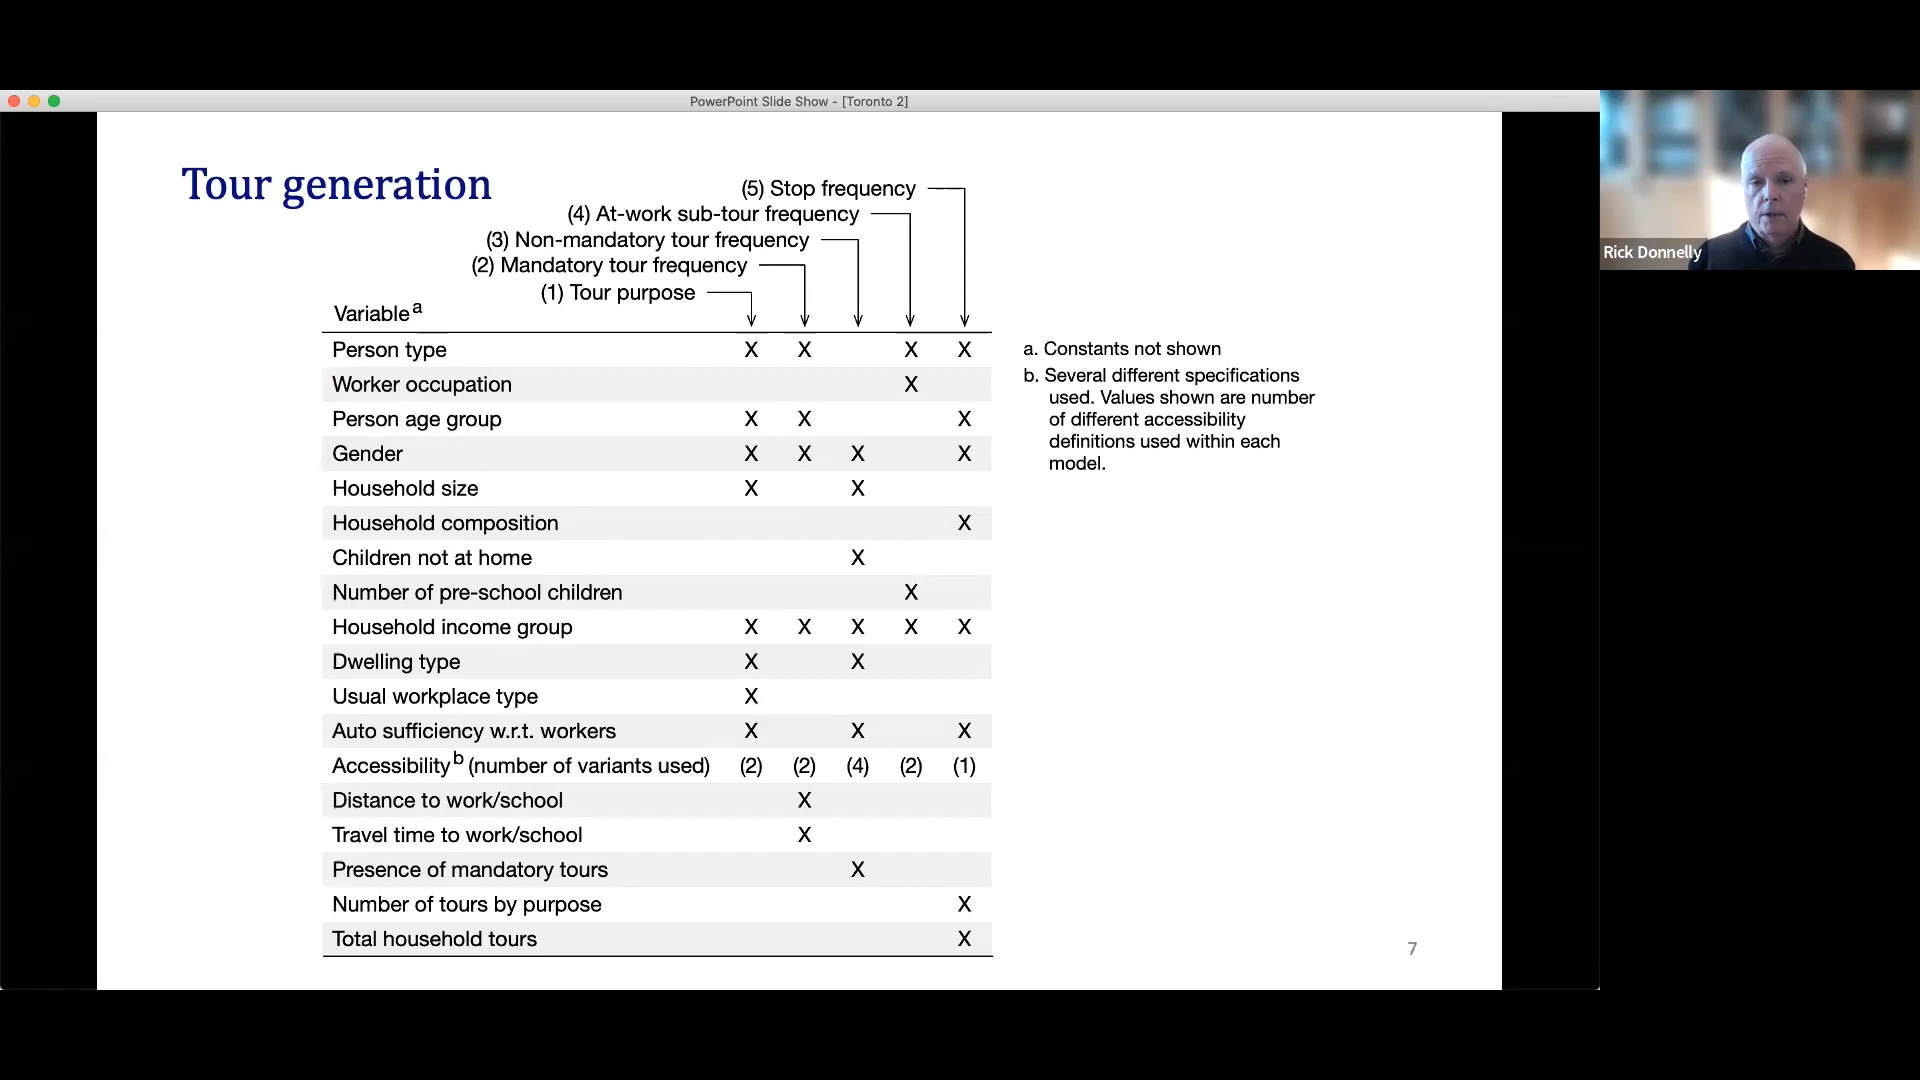 PowerPoint Slide Show - [Toronto 2]
Tour generation
(5) Stop frequency
(4) At-work sub-tour frequency
(3) Non-mandatory tour frequency
(2) Mandatory tour frequency
(1) Tour purpose
Variable a
Person type X X X X
Worker occupation X
Person age group X X X
Gender X X X X
Household size X X
Household composition X
Children not at home X
Number of pre-school children X
Household income group X X X X X
Dwelling type X X
Usual workplace type X
Auto sufficiency w.r.t. workers X X X
Accessibility b (number of variants used) (2) (2) (4) (2) (1)
Distance to work/school X
Travel time to work/school X
Presence of mandatory tours X
Number of tours by purpose X
Total household tours X
a. Constants not shown
b. Several different specifications
used. Values shown are number
of different accessibility
definitions used within each
model.
7
Rick Donnelly